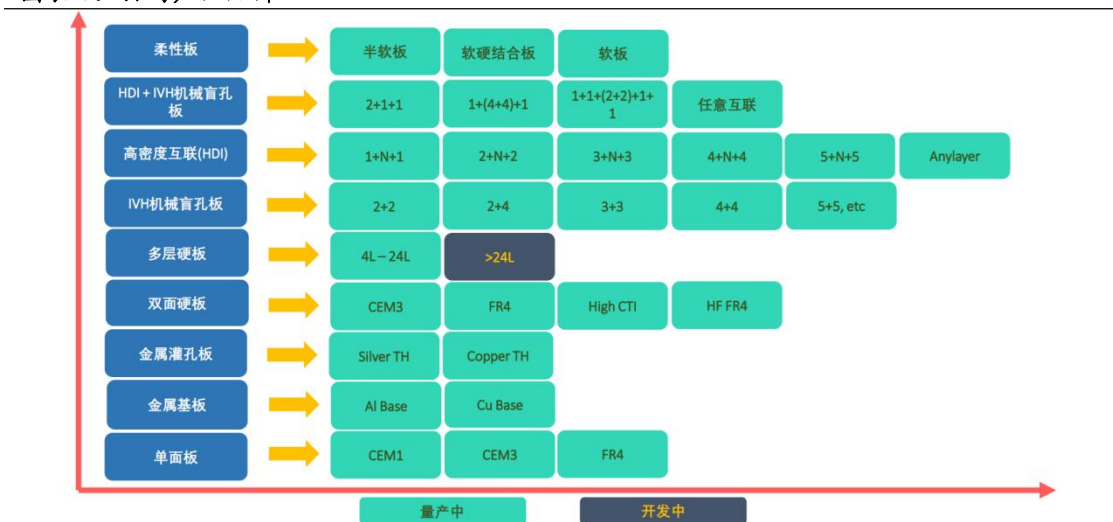 柔性板
半软板
软硬结合板
软板
HDI + IVH机械盲孔
板
2+1+1
1+(4+4)+1
1+1+(2+2)+1+
1
任意互联
高密度互联(HDI)
1+N+1
2+N+2
3+N+3
4+N+4
5+N+5
Anylayer
IVH机械盲孔板
2+2
2+4
3+3
4+4
5+5, etc
多层硬板
4L – 24L
>24L
双面硬板
CEM3
FR4
High CTI
HF FR4
金属灌孔板
Silver TH
Copper TH
金属基板
Al Base
Cu Base
单面板
CEM1
CEM3
FR4
量产中
开发中